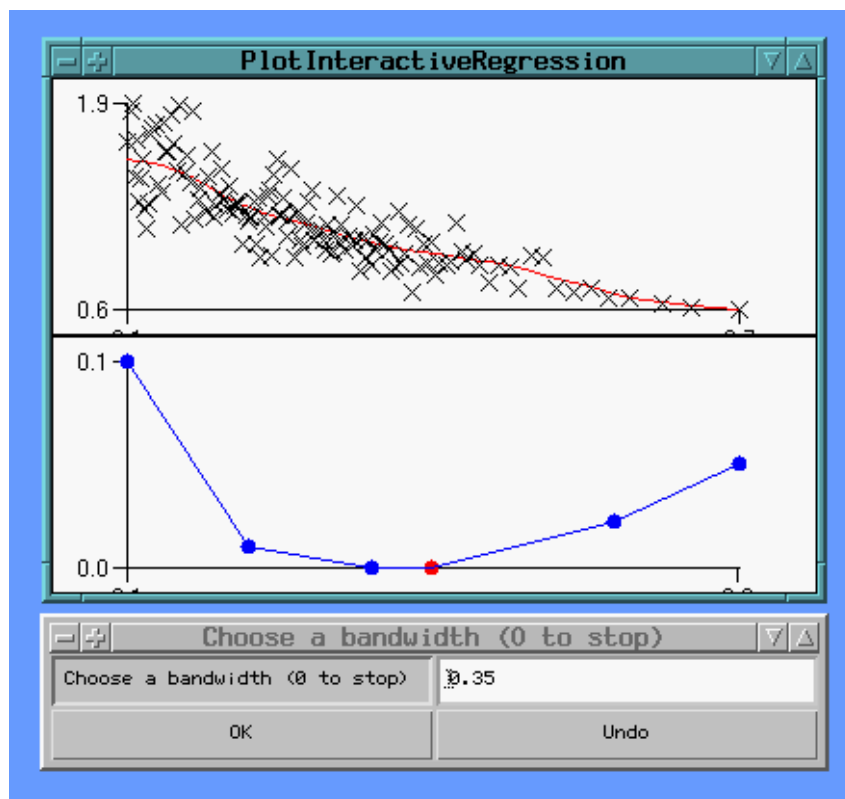 PlotInteractiveRegression
1.9
0.6
0.1
0.0
Choose a bandwidth (0 to stop)
Choose a bandwidth (0 to stop) 0.35
OK Undo